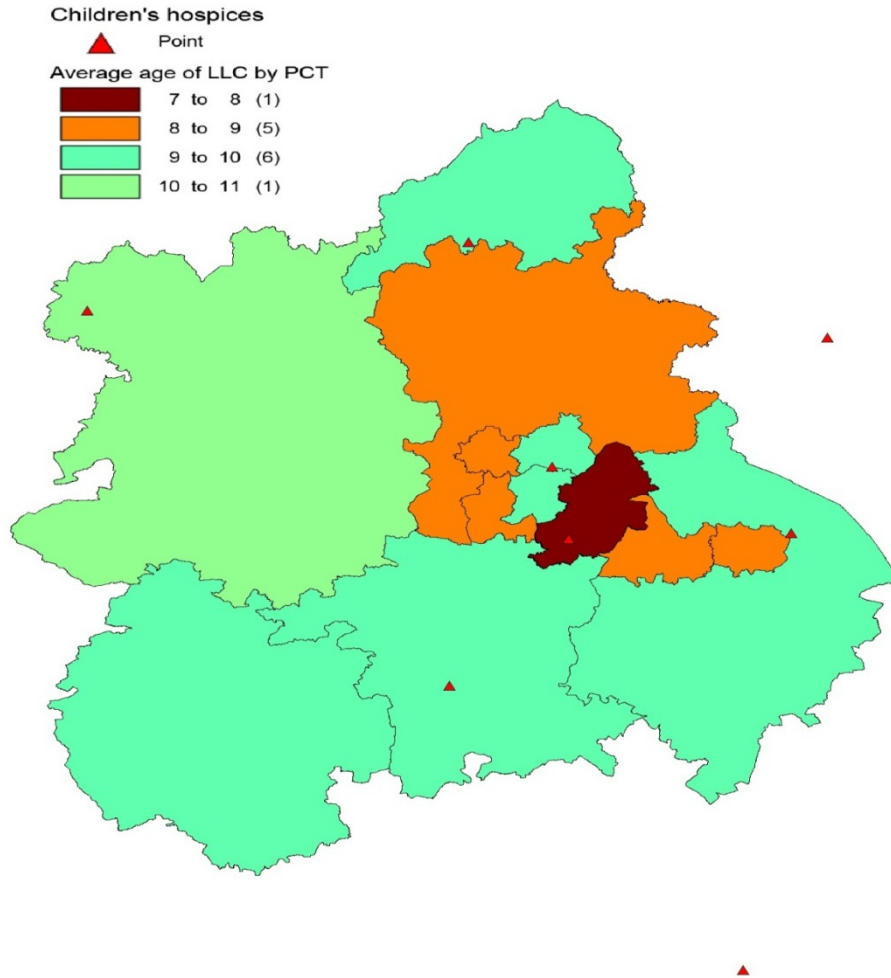 Children's hospices
Point
Average age of LLC by PCT
7 to 8 (1)
8 to 9 (5)
9 to 10 (6)
10 to 11 (1)